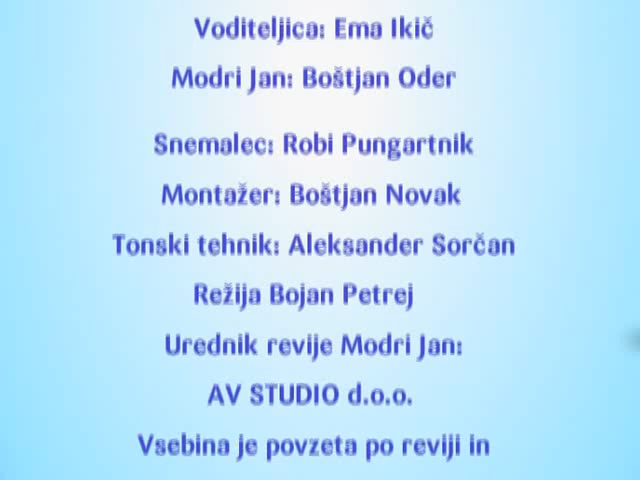 Voditeljica: Ema Ikič
Modri Jan: Boštjan Oder
Snemalec: Robi Pungartnik
Montažer: Boštjan Novak
Tonski tehnik: Aleksander Sorčan
Režija Bojan Petrej
Urednik revije Modri Jan:
AV STUDIO d.o.o.
Vsebina je povzeta po reviji in